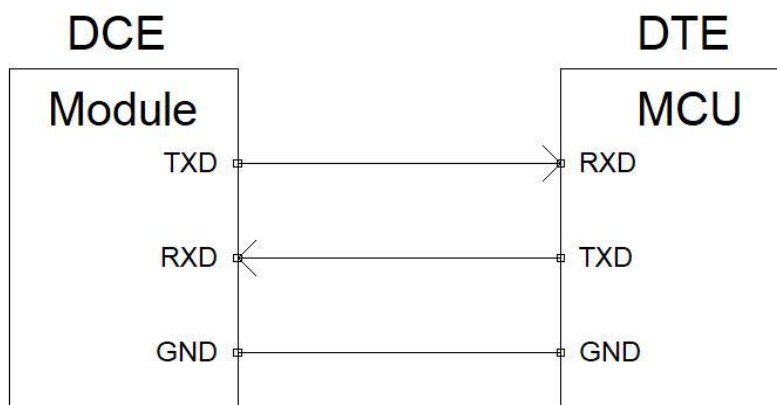 DCE
DTE
Module
MCU
TXD
RXD
RXD
TXD
GND
GND